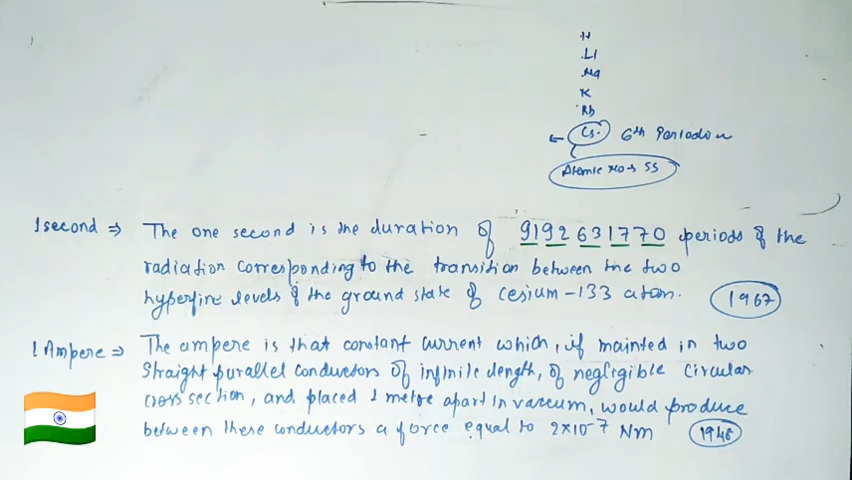 H
Li
Na
K
Rb
Cs 6th Periodou
Atomic no → 55
1 second ⇒ The one second is the duration of 9192631770 periods of the
radiation corresponding to the transition between the two
hyperfine levels of the ground state of cesium-133 atom. 1967
1 Ampere ⇒ The ampere is that constant current which, if mainted in two
straight parallel conductors of infinite length, of negligible circular
cross section, and placed 1 metre apart in vaccum, would produce
between these conductors a force equal to 2×10-7 Nm 1948